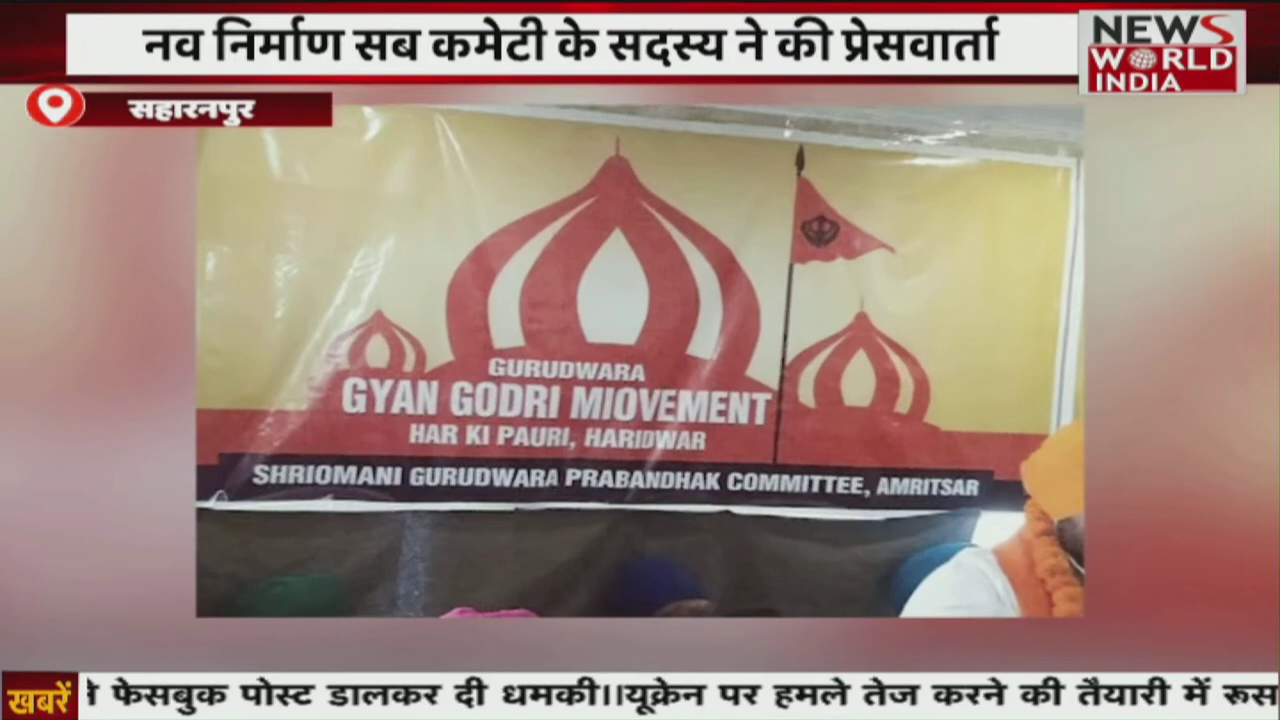 नव निर्माण सब कमेटी के सदस्य ने की प्रेसवार्ता
NEWS
WORLD
INDIA
सहारनपुर
GURUDWARA
GYAN GODRI MIOVEMENT
HAR KI PAURI, HARIDWAR
SHRIOMANI GURUDWARA PRABANDHAK COMMITTEE, AMRITSAR
खबरें
फेसबुक पोस्ट डालकर दी धमकी।।यूक्रेन पर हमले तेज करने की तैयारी में रूस